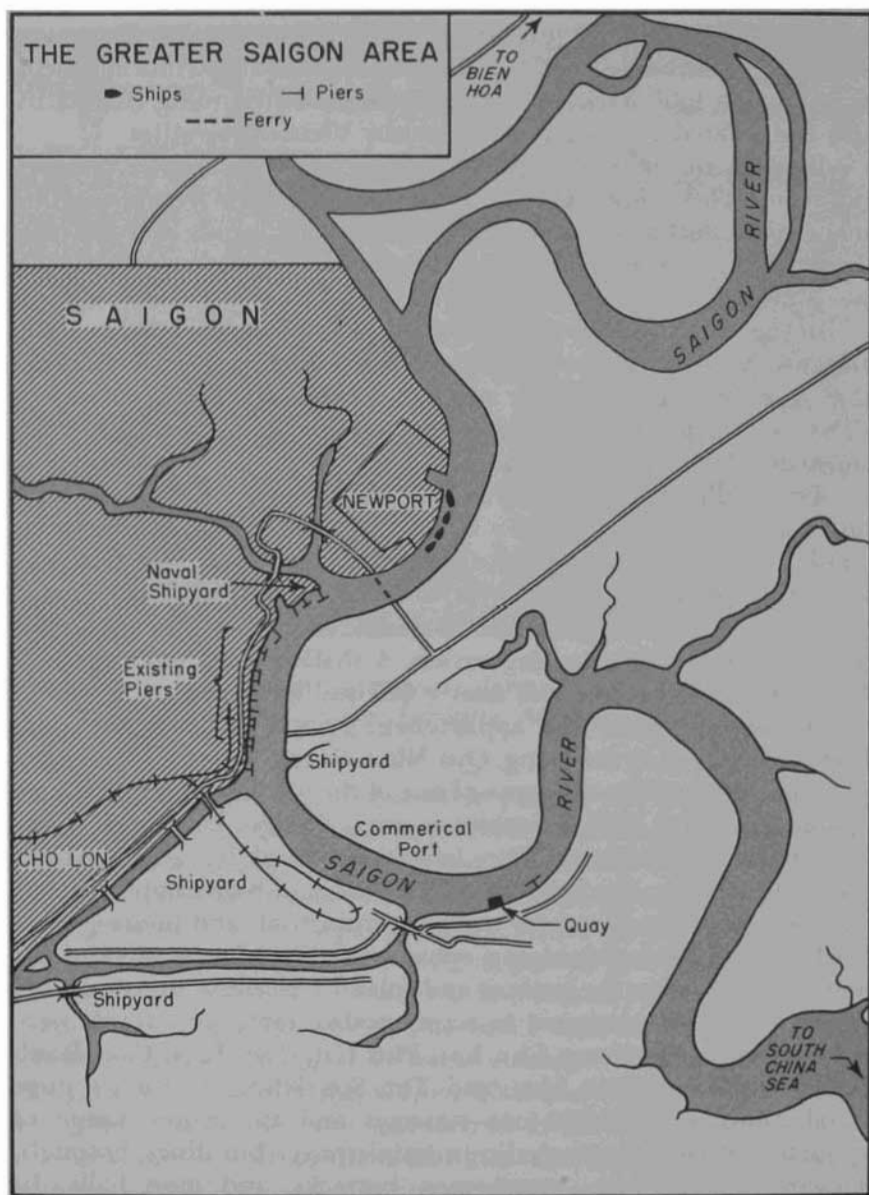 THE GREATER SAIGON AREA
Ships
Piers
Ferry
TO
BIEN
HOA
RIVER
SAIGON
SAIGON
NEWPORT
Naval
Shipyard
Existing
Piers
Shipyard
RIVER
Commerical
Port
CHO LON
SAIGON
Shipyard
Quay
Shipyard
TO
SOUTH
CHINA
SEA